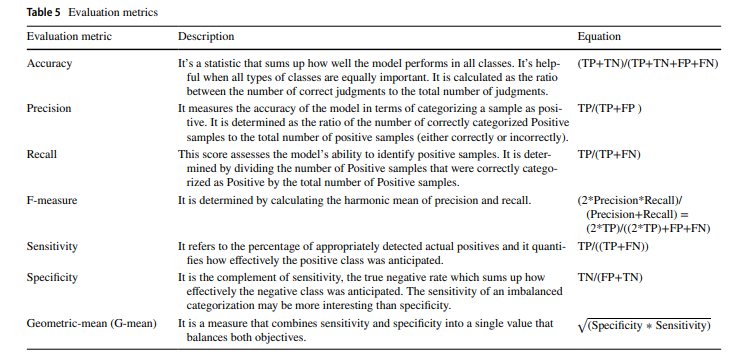 Table 5 Evaluation metrics
Evaluation metric Description Equation
Accuracy It's a statistic that sums up how well the model performs in all classes. It's help- (TP+TN)/(TP+TN+FP+FN)
ful when all types of classes are equally important. It is calculated as the ratio
between the number of correct judgments to the total number of judgments.
Precision It measures the accuracy of the model in terms of categorizing a sample as posi- TP/(TP+FP )
tive. It is determined as the ratio of the number of correctly categorized Positive
samples to the total number of positive samples (either correctly or incorrectly).
Recall This score assesses the model's ability to identify positive samples. It is deter- TP/(TP+FN)
mined by dividing the number of Positive samples that were correctly catego-
rized as Positive by the total number of Positive samples.
F-measure It is determined by calculating the harmonic mean of precision and recall. (2*Precision*Recall)/
(Precision+Recall) =
(2*TP)/((2*TP)+FP+FN)
Sensitivity It refers to the percentage of appropriately detected actual positives and it quanti- TP/((TP+FN))
fies how effectively the positive class was anticipated.
Specificity It is the complement of sensitivity, the true negative rate which sums up how TN/(FP+TN)
effectively the negative class was anticipated. The sensitivity of an imbalanced
categorization may be more interesting than specificity.
Geometric-mean (G-mean) It is a measure that combines sensitivity and specificity into a single value that √(Specificity ∗ Sensitivity)
balances both objectives.